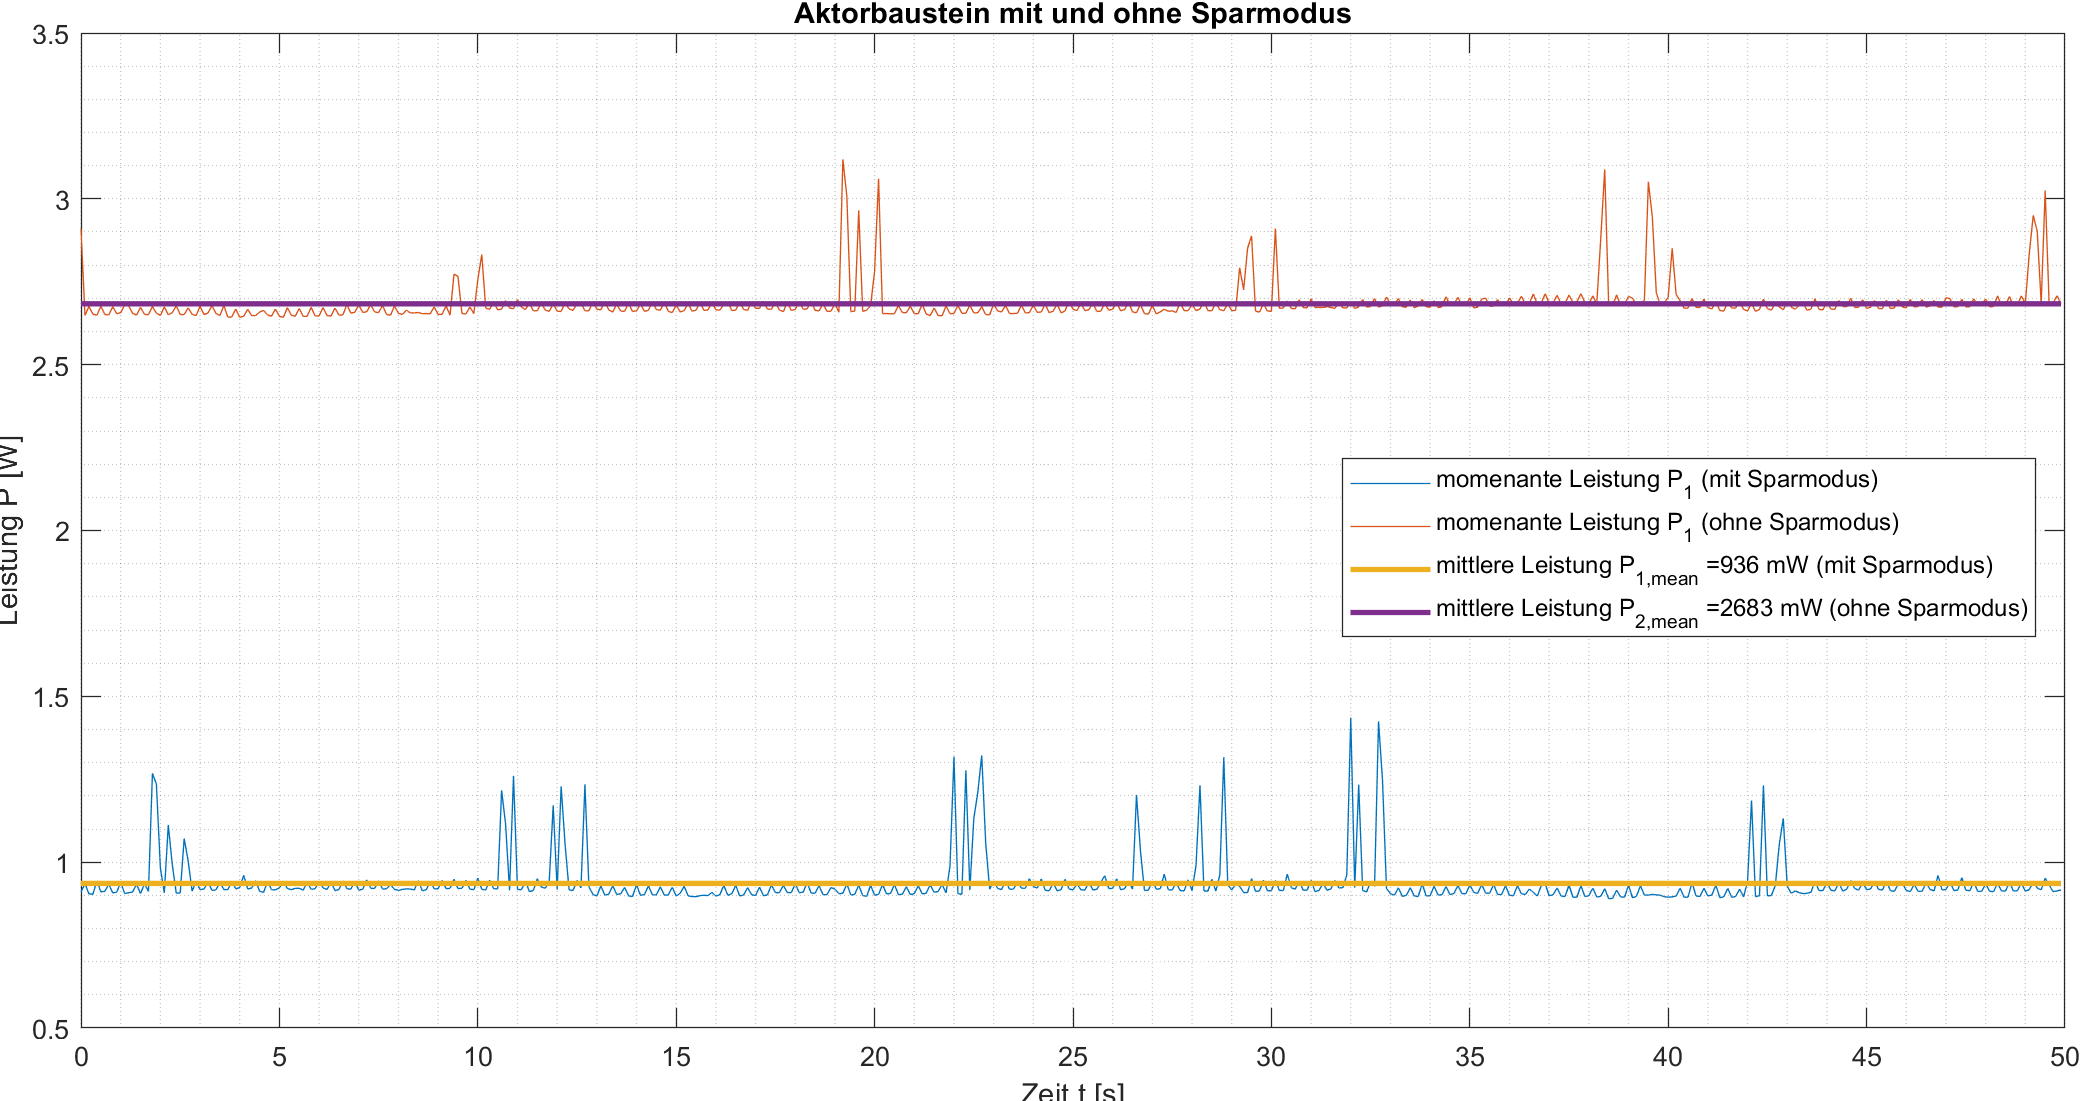 Aktorbaustein mit und ohne Sparmodus
3.5
3
2.5
2
1.5
1
0.5
Leistung P [W]
momenante Leistung P1 (mit Sparmodus)
momenante Leistung P1 (ohne Sparmodus)
mittlere Leistung P1,mean =936 mW (mit Sparmodus)
mittlere Leistung P2,mean =2683 mW (ohne Sparmodus)
0 5 10 15 20 25 30 35 40 45 50
Zeit t [s]